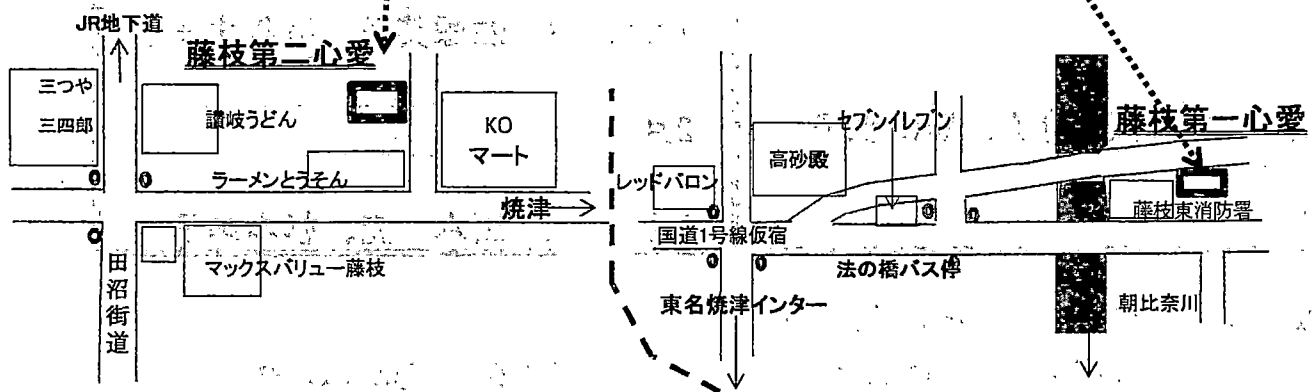 JR地下道
藤枝第二心愛
三つや
三四郎
讃岐うどん
KO
マート
ラーメンとうそん
焼津
マックスバリュー藤枝
田沼街道
セブンイレブン
藤枝第一心愛
高砂殿
レッドバロン
藤枝東消防署
国道1号線仮宿
法の橋バス停
東名焼津インター
朝比奈川